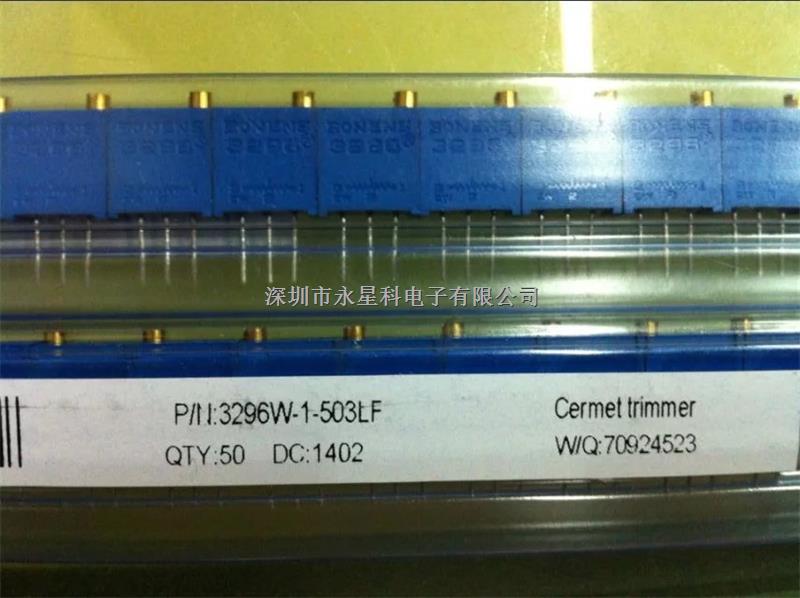 深圳市永星科电子有限公司
P/N:3296W-1-503LF
Cermet trimmer
QTY:50 DC:1402
W/Q:70924523